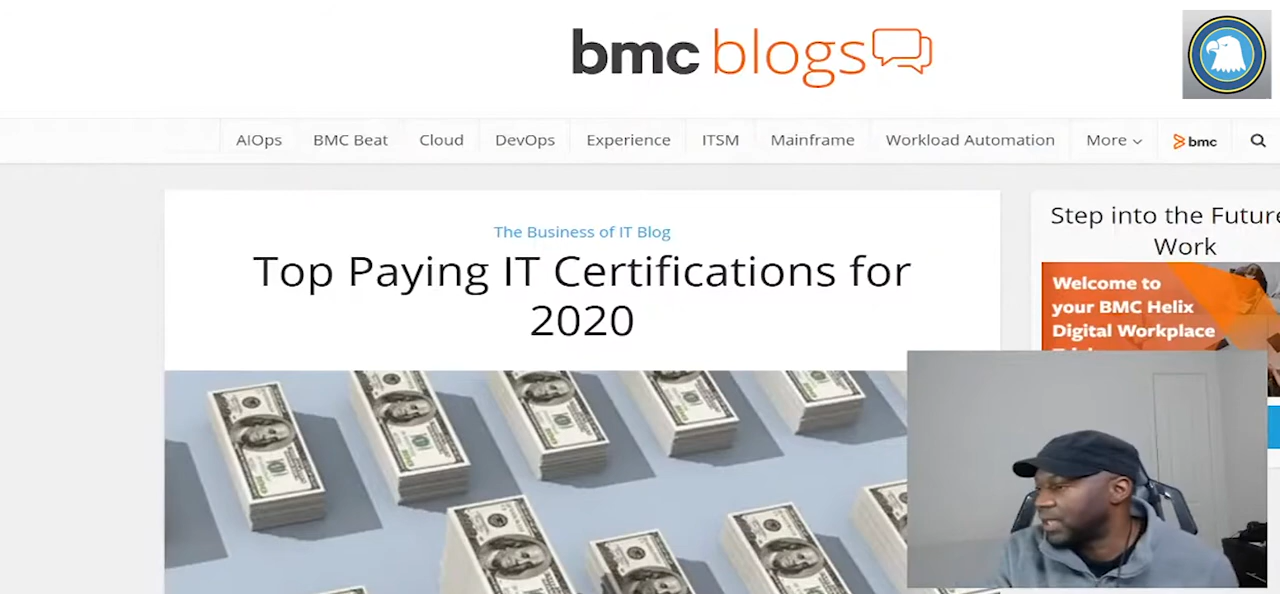 bmc blogs
AIOps BMC Beat Cloud DevOps Experience ITSM Mainframe Workload Automation More bmc
The Business of IT Blog
Top Paying IT Certifications for
2020
Step into the Future
Work
Welcome to
your BMC Helix
Digital Workplace